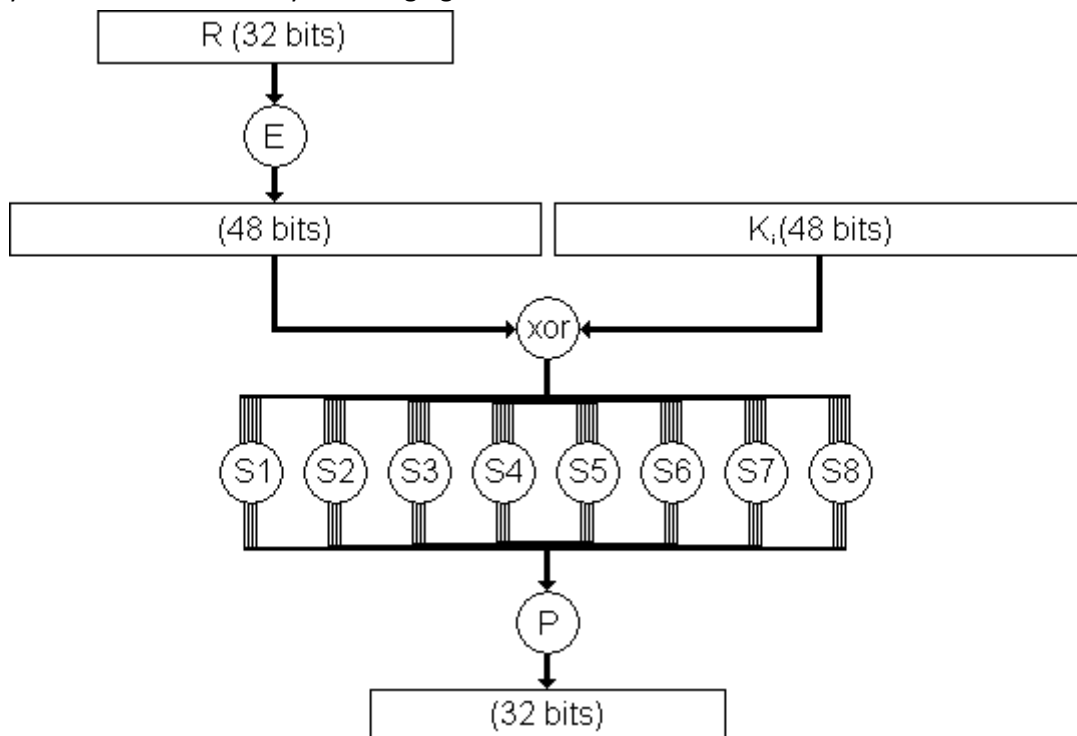 R (32 bits)
E
(48 bits) Ki(48 bits)
xor
S1 S2 S3 S4 S5 S6 S7 S8
P
(32 bits)